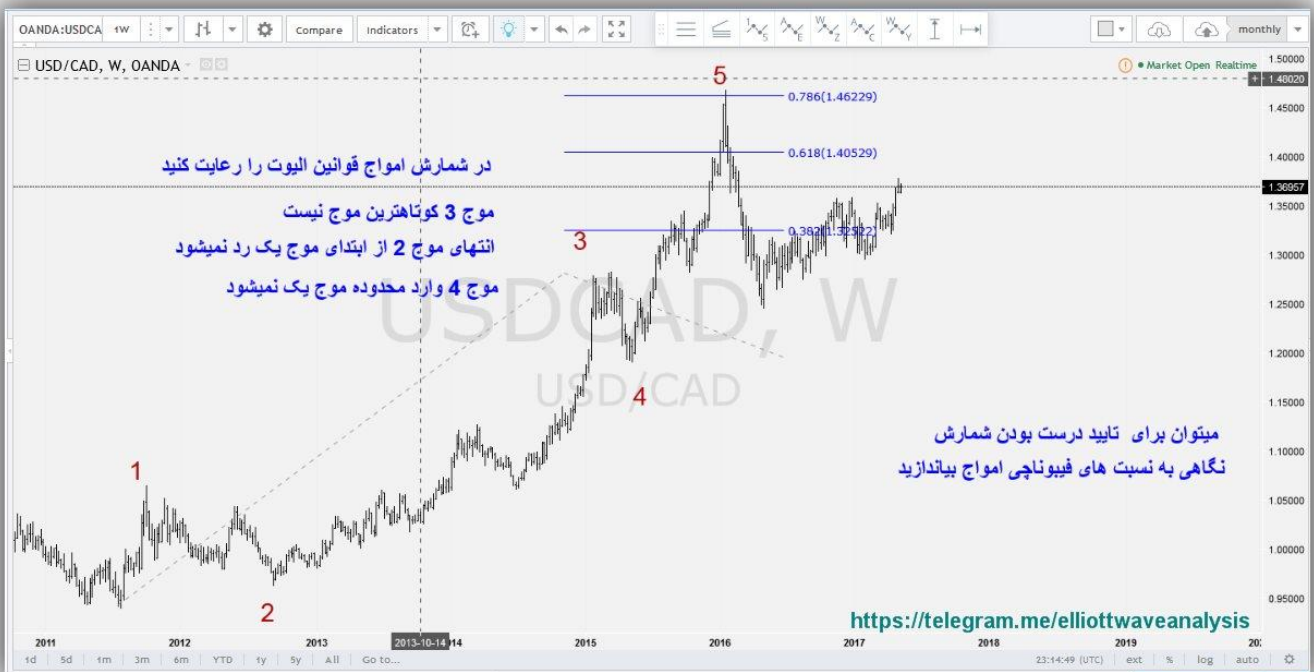 OANDA:USDCA 1W Compare Indicators monthly
USD/CAD, W, OANDA
Market Open Realtime
1.50000
1.48020
5
0.786(1.46229)
1.45000
0.618(1.40529)
1.40000
در شمارش امواج قوانین الیوت را رعایت کنید
1.36957
موج 3 کوتاهترین موج نیست
1.35000
0.382(1.32522)
3
انتهای موج 2 از ابتدای موج یک رد نمیشود
1.30000
موج 4 وارد محدوده موج یک نمیشود
USDCAD, W
1.25000
1.20000
USD/CAD
4
1.15000
میتوان برای تایید درست بودن شمارش
1.10000
نگاهی به نسبت های فیبوناچی امواج بیاندازید
1
1.05000
1.00000
0.95000
2
https://telegram.me/elliottwaveanalysis
2011 2012 2013 2013-10-14 14 2015 2016 2017 2018 2019
1d 5d 1m 3m 6m YTD 1y 5y All Go to... 23:14:49 (UTC) ext % log auto